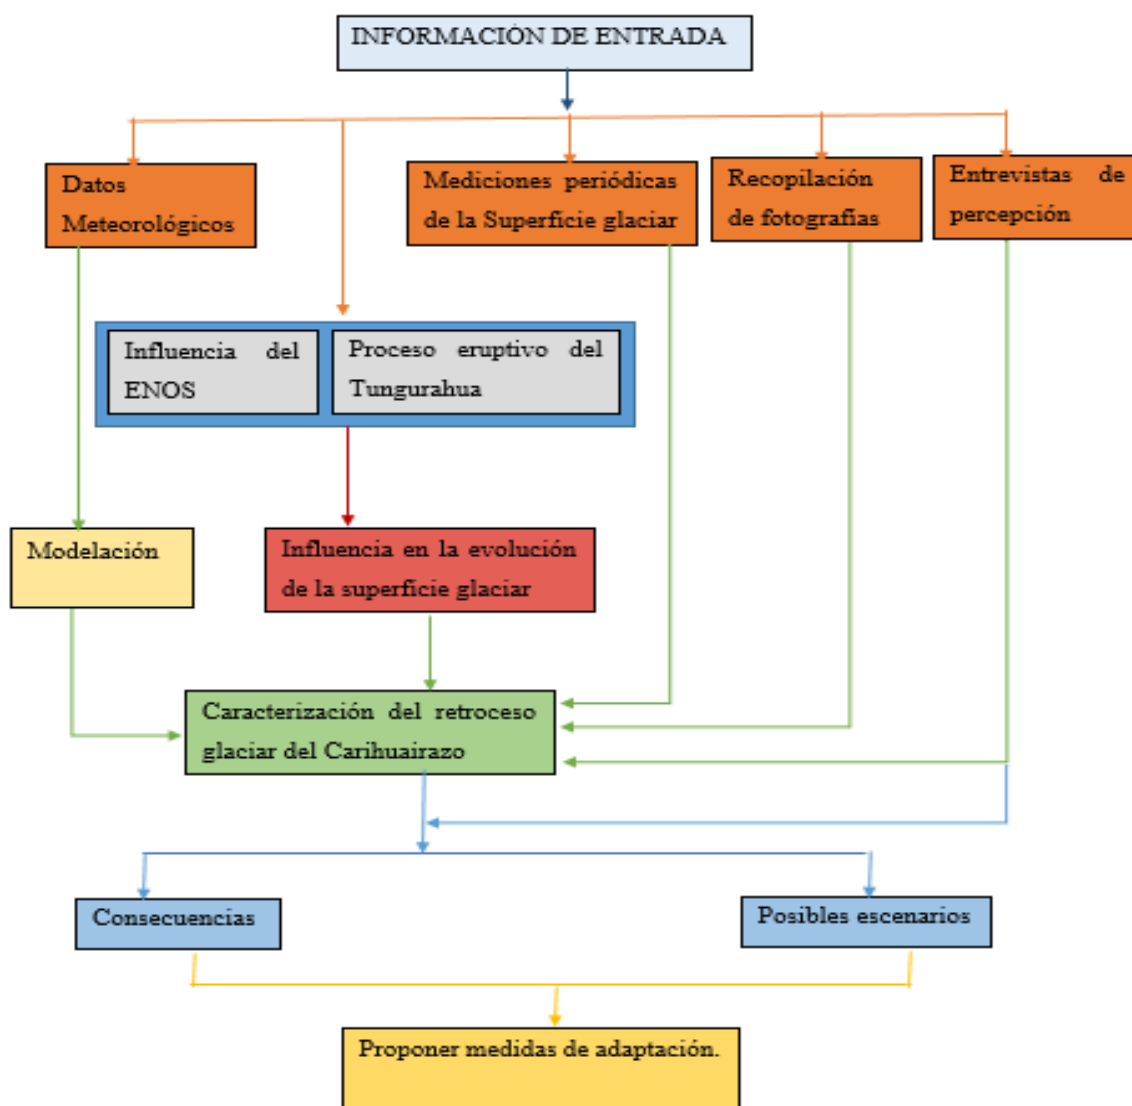 INFORMACIÓN DE ENTRADA
Datos
Meteorológicos
Mediciones periódicas
de la Superficie glaciar
Recopilación
de fotografías
Entrevistas de
percepción
Influencia del
ENOS
Proceso eruptivo del
Tungurahua
Modelación
Influencia en la evolución
de la superficie glaciar
Caracterización del retroceso
glaciar del Carihuairazo
Consecuencias
Posibles escenarios
Proponer medidas de adaptación.